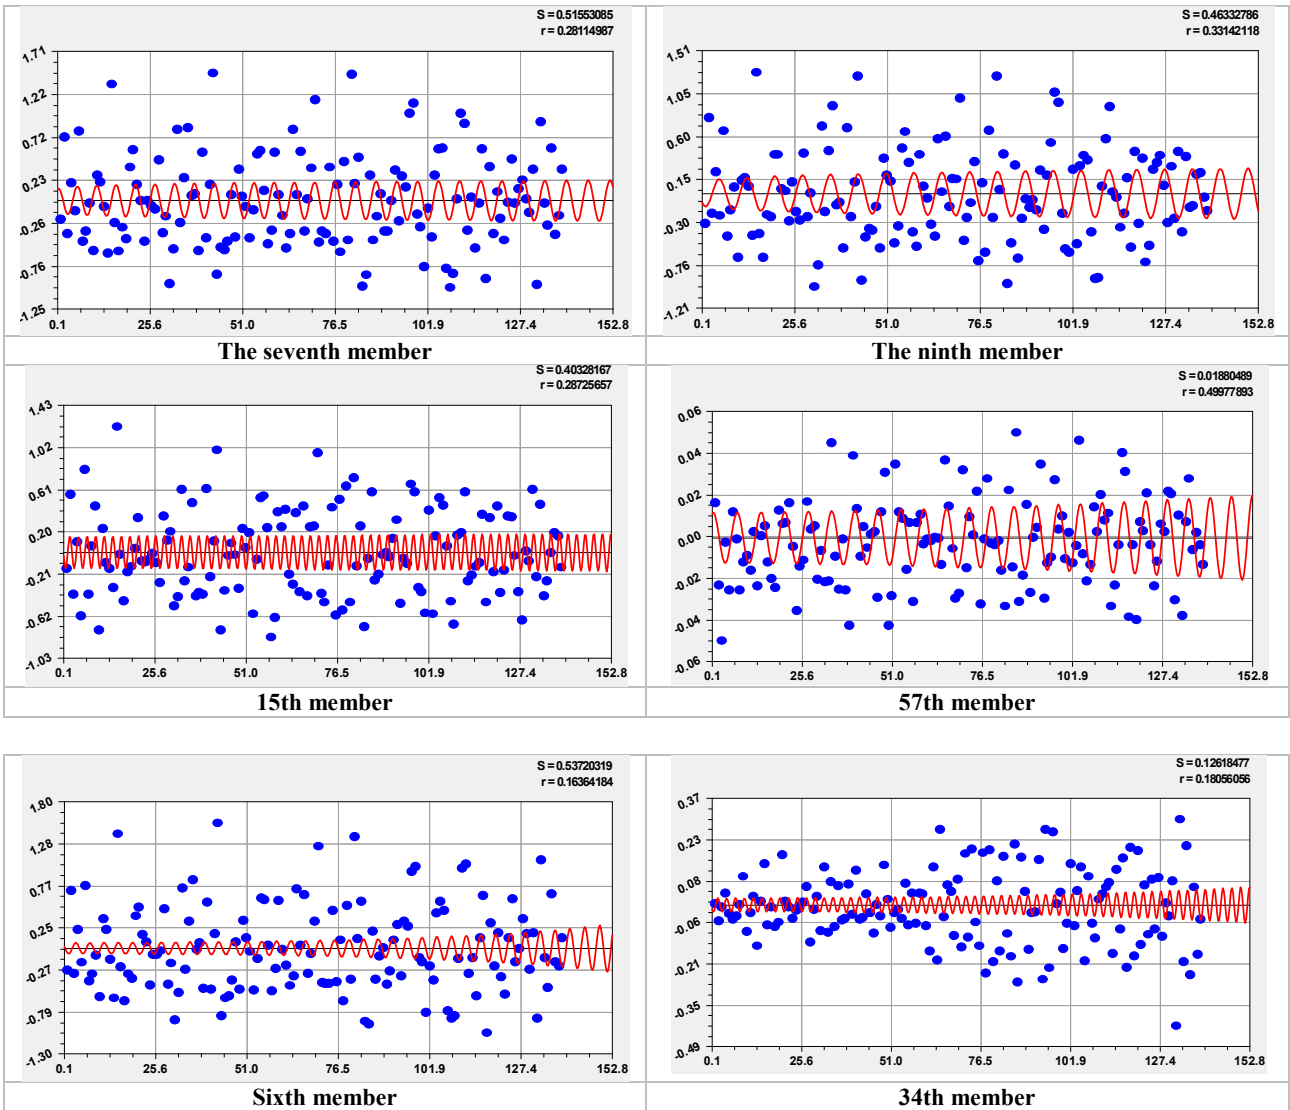 S = 0.51553085
r = 0.28114987
1.71
1.22
0.72
0.23
-0.26
-0.76
-1.25
0.1 25.6 51.0 76.5 101.9 127.4 152.8
The seventh member
S = 0.46332786
r = 0.33142118
1.51
1.05
0.60
0.15
-0.30
-0.76
-1.21
0.1 25.6 51.0 76.5 101.9 127.4 152.8
The ninth member
S = 0.40328167
r = 0.28725657
1.43
1.02
0.61
0.20
-0.21
-0.62
-1.03
0.1 25.6 51.0 76.5 101.9 127.4 152.8
15th member
S = 0.01880489
r = 0.49977893
0.06
0.04
0.02
0.00
-0.02
-0.04
-0.06
0.1 25.6 51.0 76.5 101.9 127.4 152.8
57th member
S = 0.53720319
r = 0.16364184
1.80
1.28
0.77
0.25
-0.27
-0.79
-1.30
0.1 25.6 51.0 76.5 101.9 127.4 152.8
Sixth member
S = 0.12618477
r = 0.18056056
0.37
0.23
0.08
-0.06
-0.21
-0.35
-0.49
0.1 25.6 51.0 76.5 101.9 127.4 152.8
34th member